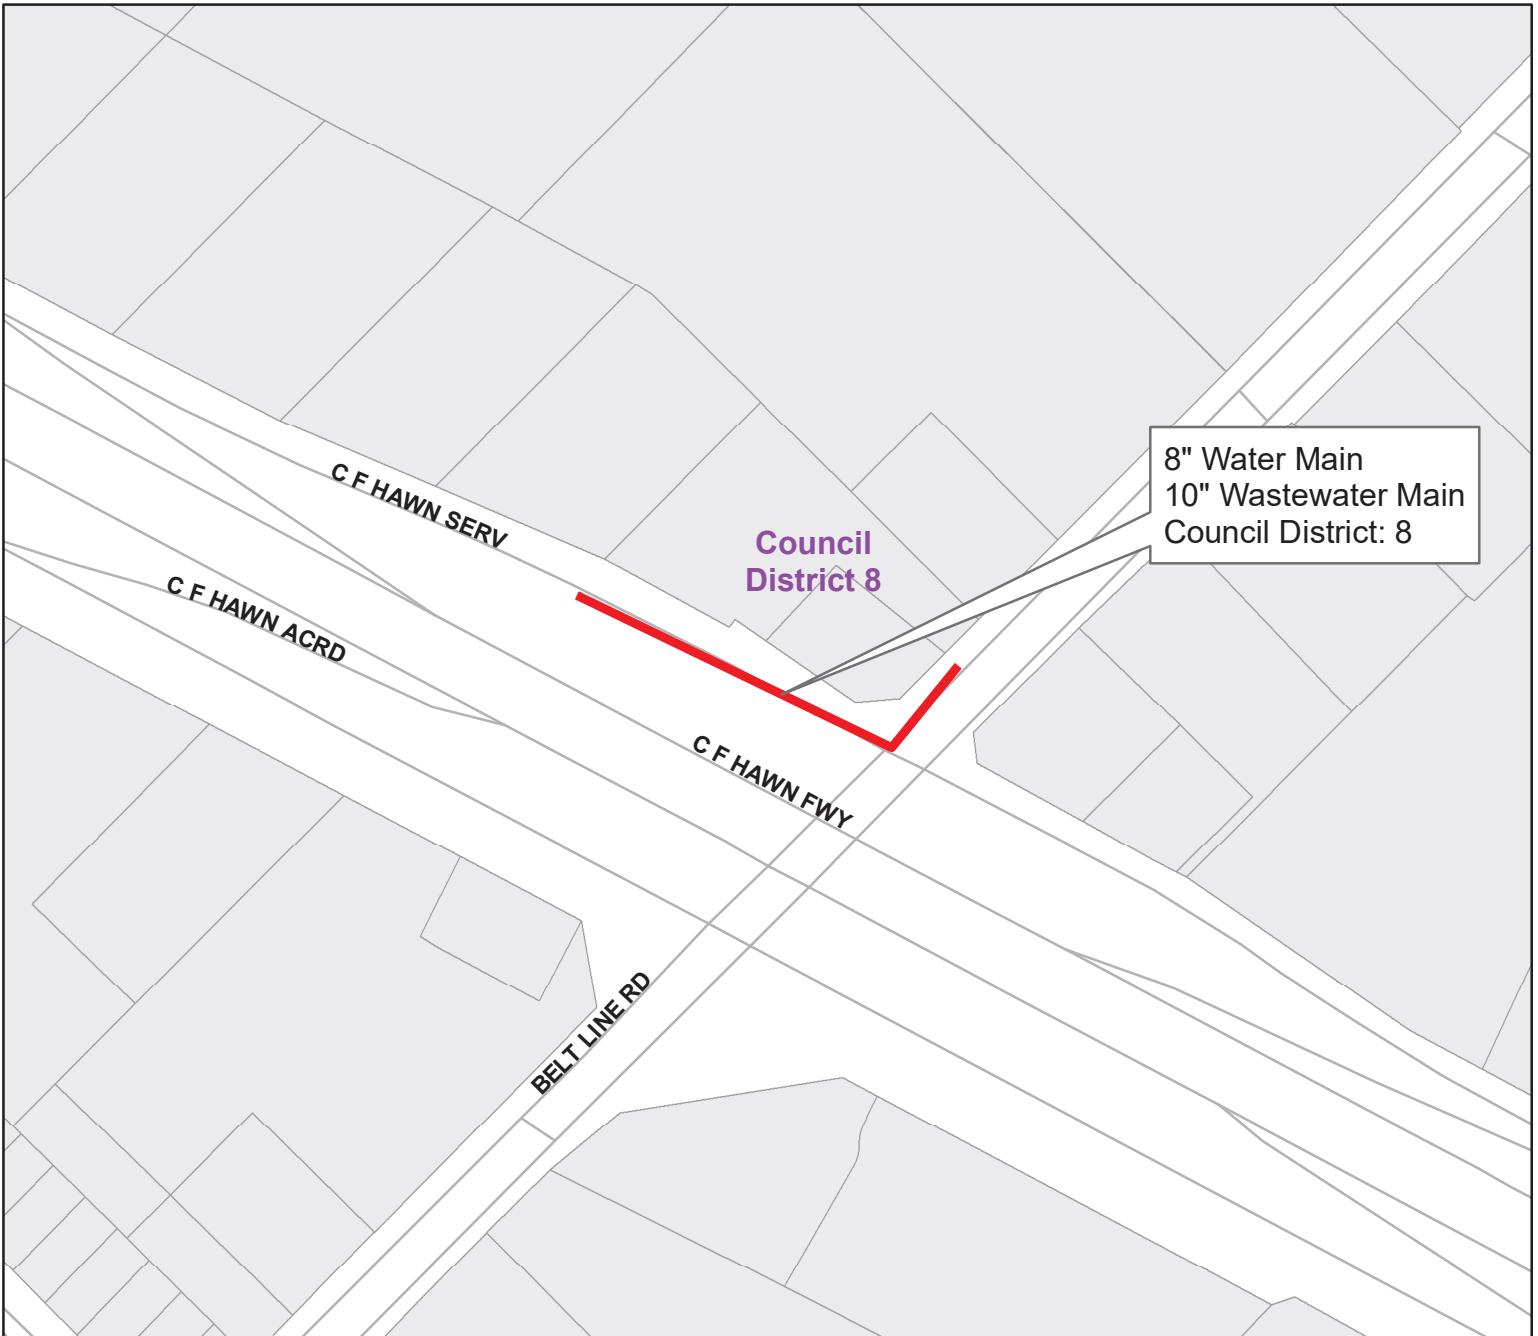 C F HAWN SERV
8" Water Main
10" Wastewater Main
Council District: 8
Council
District 8
C F HAWN ACRD
C F HAWN FWY
BELT LINE RD